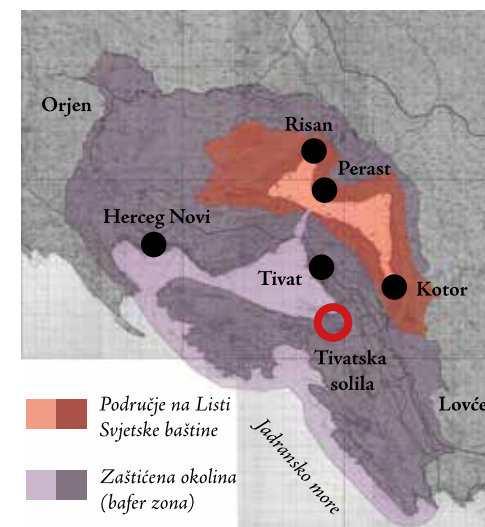 Orjen
Risan
Perast
Herceg Novi
Tivat
Kotor
Tivatska
solila
Područje na Listi
Svjetske baštine
Zaštićena okolina
(bafer zona)
Jadransko more